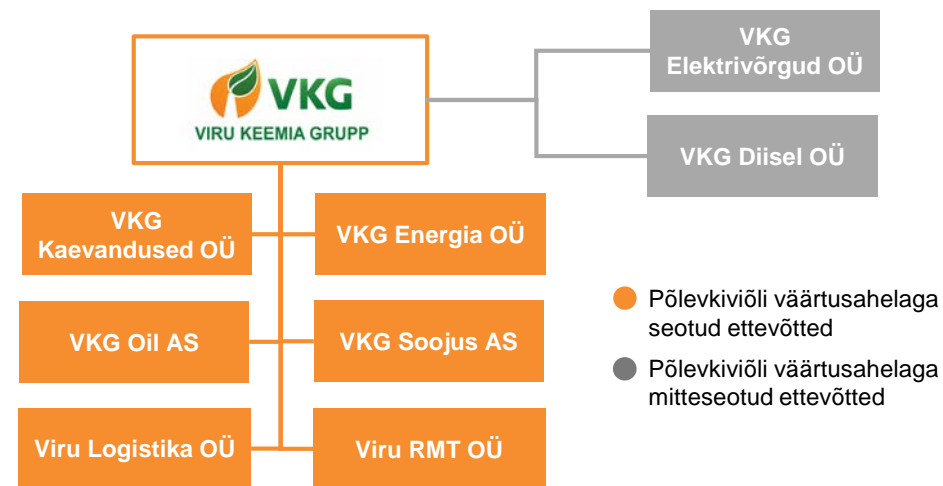 VKG
VIRU KEEMIA GRUPP
VKG
Elektrivõrgud OÜ
VKG Diisel OÜ
VKG
Kaevandused OÜ
VKG Energia OÜ
VKG Oil AS
VKG Soojus AS
Viru Logistika OÜ
Viru RMT OÜ
Põlevkiviõli väärtusahelaga
seotud ettevõtted
Põlevkiviõli väärtusahelaga
mitteseotud ettevõtted